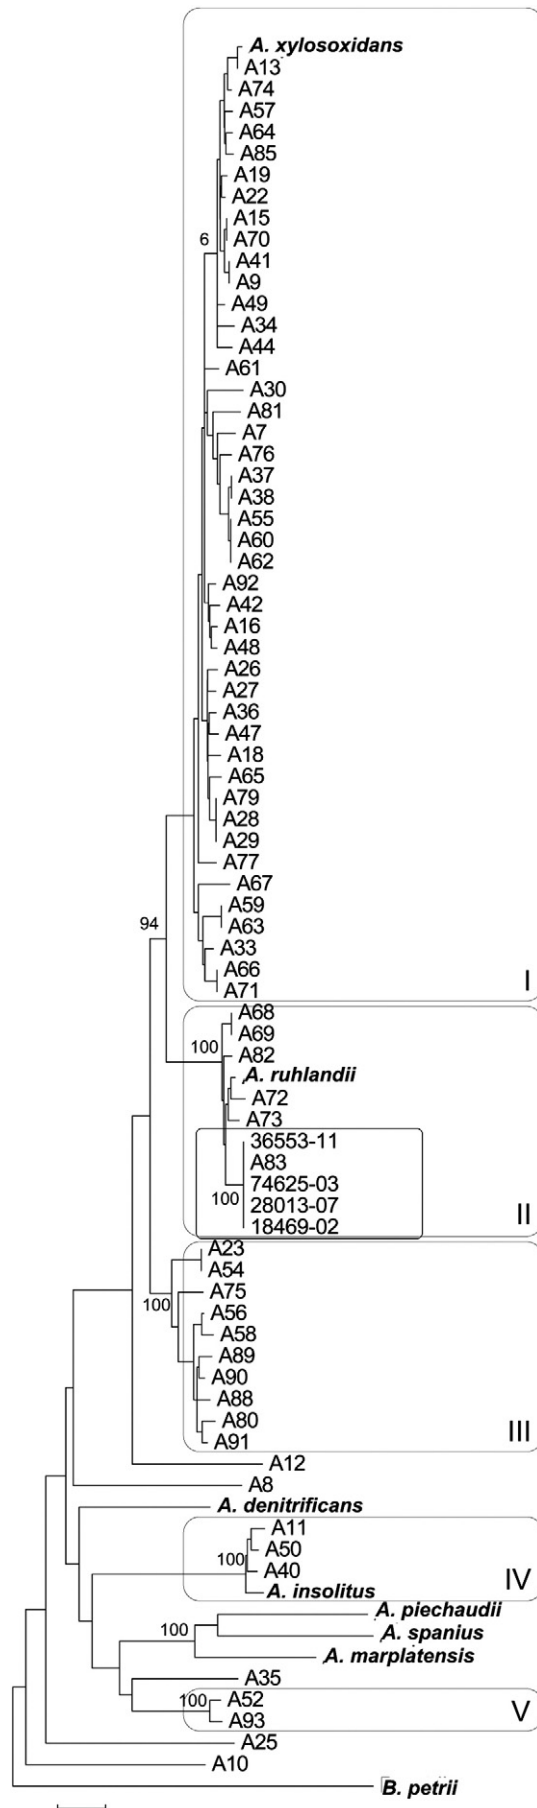 A. xylosoxidans
A13
A74
A57
A64
A85
A19
A22
A15
A70
6
A41
A9
A49
A34
A44
A61
A30
A81
A7
A76
A37
A38
A55
A60
A62
A92
A42
A16
A48
A26
A27
A36
A47
A18
A65
A79
A28
A29
A77
A67
A59
94
A63
A33
A66
I
A71
A68
A69
100
A82
A. ruhlandii
A72
A73
36553-11
A83
74625-03
100
28013-07
II
18469-02
A23
A54
A75
100
A56
A58
A89
A90
A88
A80
III
A91
A12
A8
A. denitrificans
A11
A50
100
A40
IV
A. insolitus
A. piechaudii
100
A. spanius
A. marplatensis
A35
100
A52
V
A93
A25
A10
B. petrii